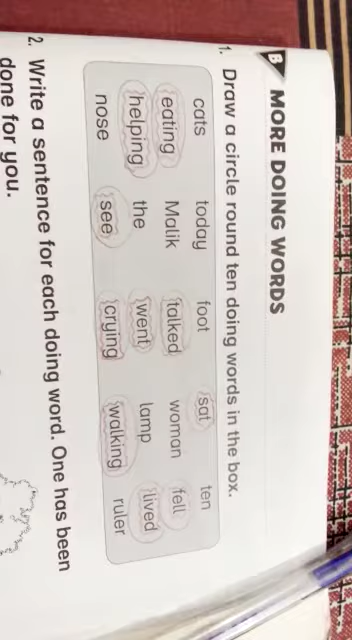 B MORE DOING WORDS
1. Draw a circle round ten doing words in the box.
cats today foot sat ten
eating Malik talked woman fell
helping the went lamp lived
nose see crying walking ruler
2. Write a sentence for each doing word. One has been
done for you.